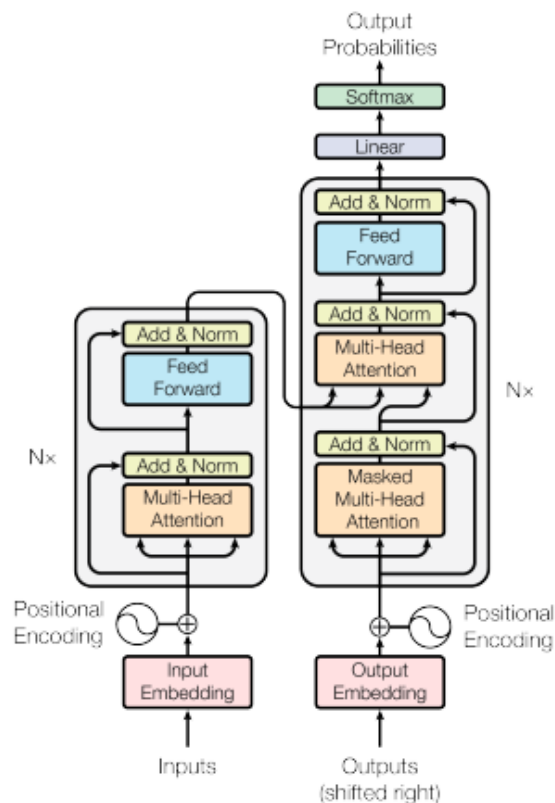 Output
Probabilities
Softmax
Linear
Add & Norm
Feed
Forward
Add & Norm
Multi-Head
Attention
Add & Norm
Masked
Multi-Head
Attention
N×
Add & Norm
Feed
Forward
Add & Norm
Multi-Head
Attention
N×
Positional
Encoding
Positional
Encoding
Input
Embedding
Output
Embedding
Inputs
Outputs
(shifted right)